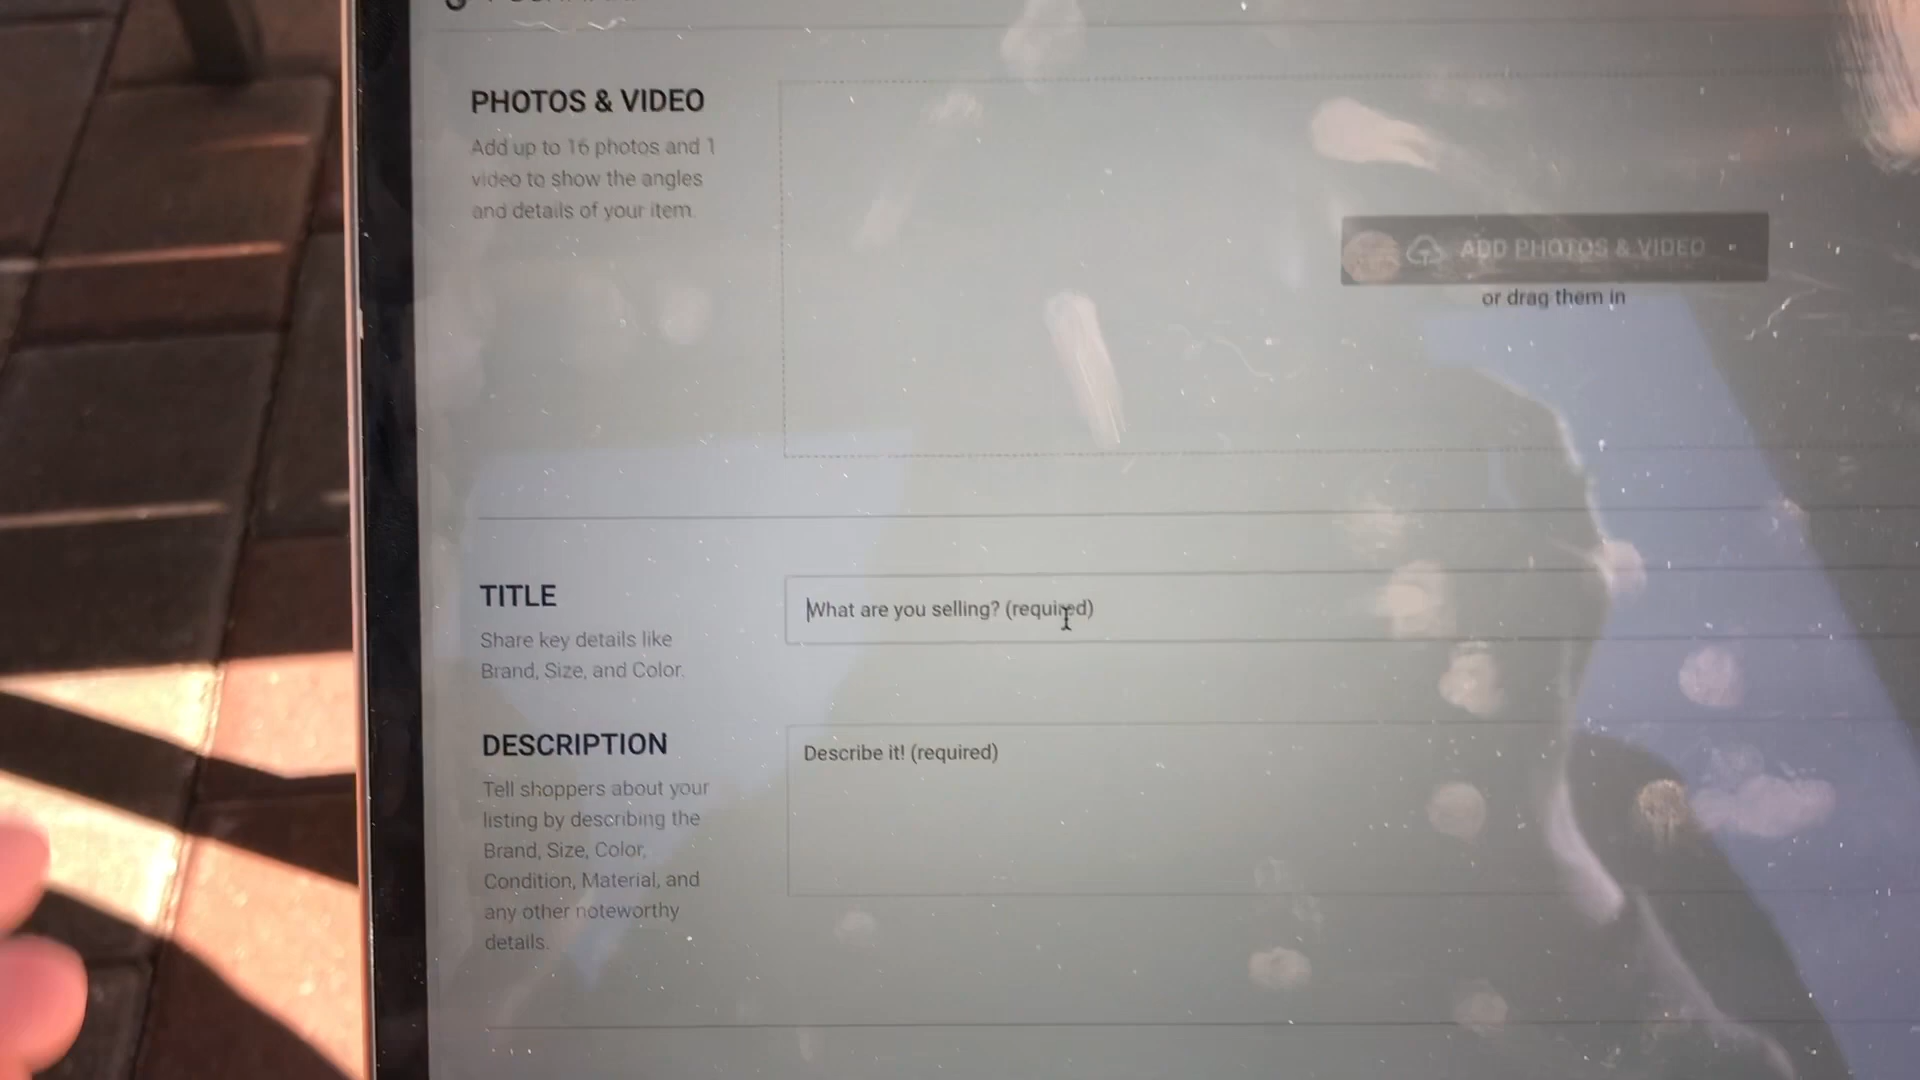 PHOTOS & VIDEO
Add up to 16 photos and 1
video to show the angles
and details of your item.
ADD PHOTOS & VIDEO
or drag them in
TITLE
Share key details like
Brand, Size, and Color.
What are you selling? (required)
DESCRIPTION
Tell shoppers about your
listing by describing the
Brand, Size, Color,
Condition, Material, and
any other noteworthy
details.
Describe it! (required)